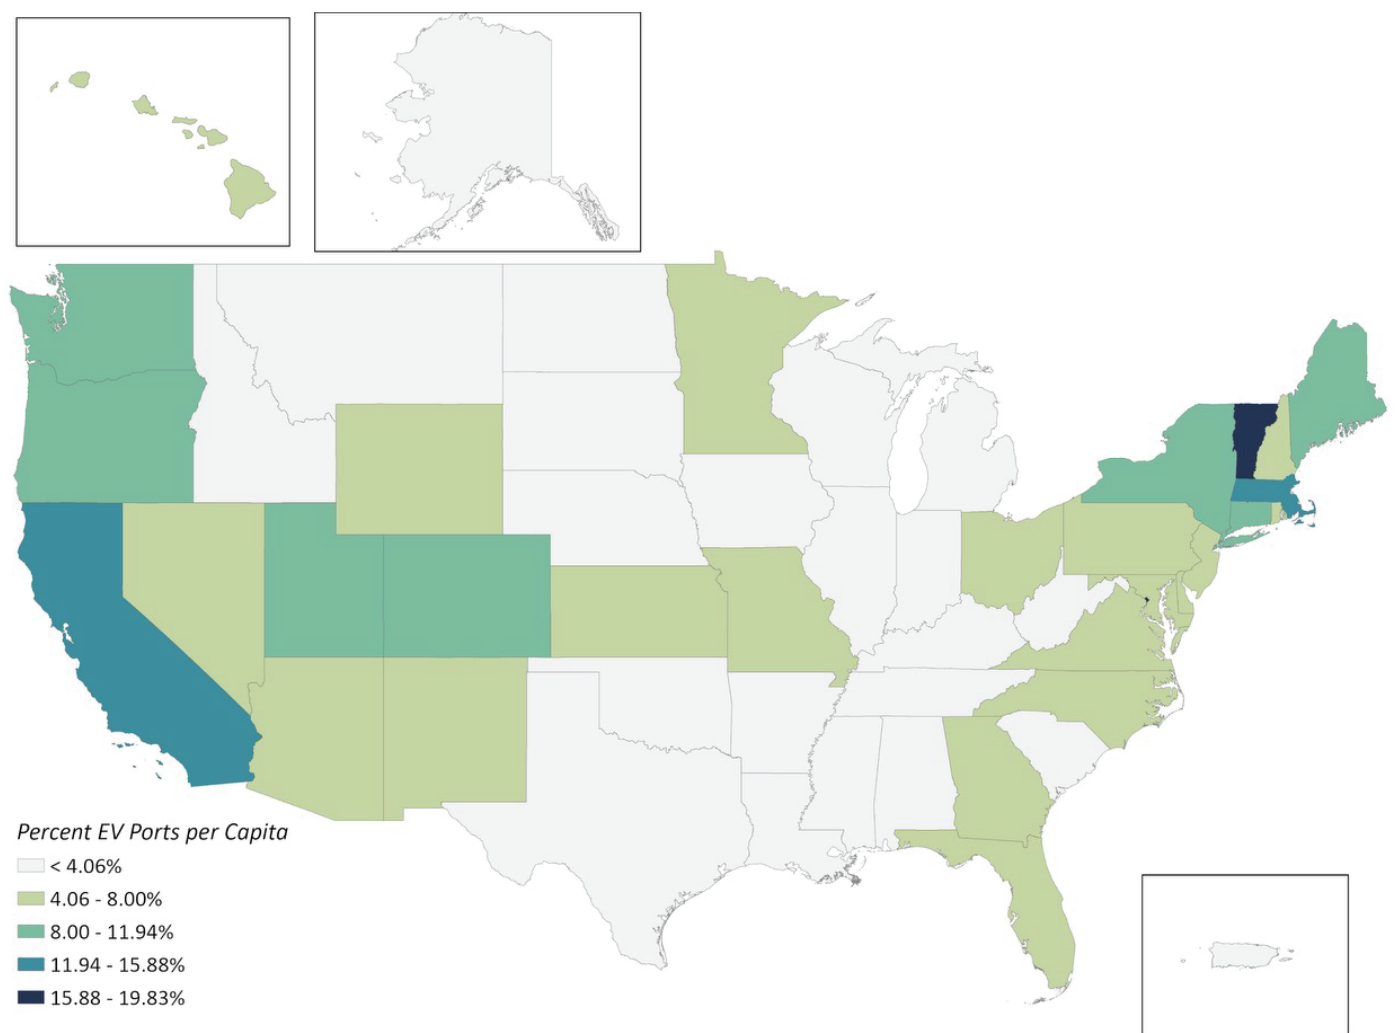 Percent EV Ports per Capita
< 4.06%
4.06 - 8.00%
8.00 - 11.94%
11.94 - 15.88%
15.88 - 19.83%